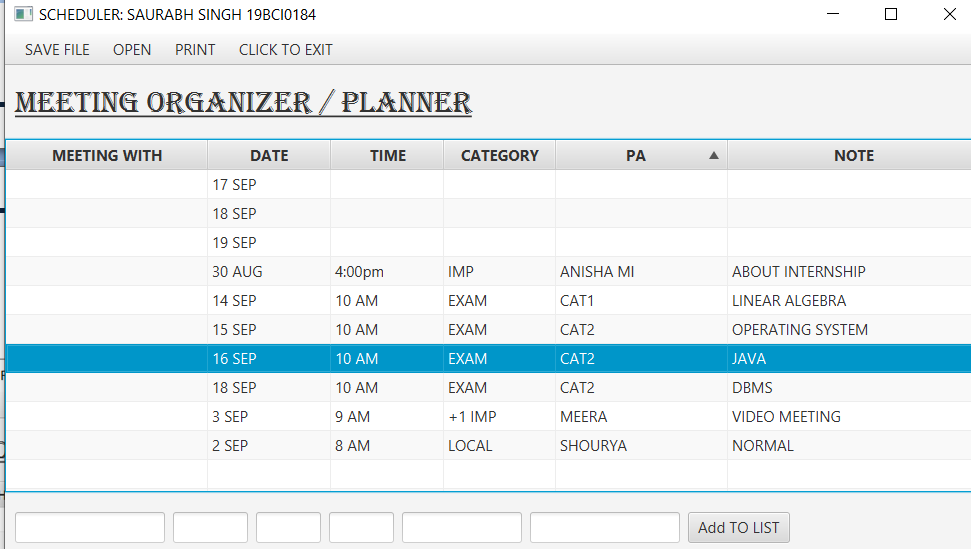 SCHEDULER: SAURABH SINGH 19BCI0184
SAVE FILE OPEN PRINT CLICK TO EXIT
MEETING ORGANIZER / PLANNER
MEETING WITH DATE TIME CATEGORY PA NOTE
17 SEP
18 SEP
19 SEP
30 AUG 4:00pm IMP ANISHA MI ABOUT INTERNSHIP
14 SEP 10 AM EXAM CAT1 LINEAR ALGEBRA
15 SEP 10 AM EXAM CAT2 OPERATING SYSTEM
16 SEP 10 AM EXAM CAT2 JAVA
18 SEP 10 AM EXAM CAT2 DBMS
3 SEP 9 AM +1 IMP MEERA VIDEO MEETING
2 SEP 8 AM LOCAL SHOURYA NORMAL
Add TO LIST